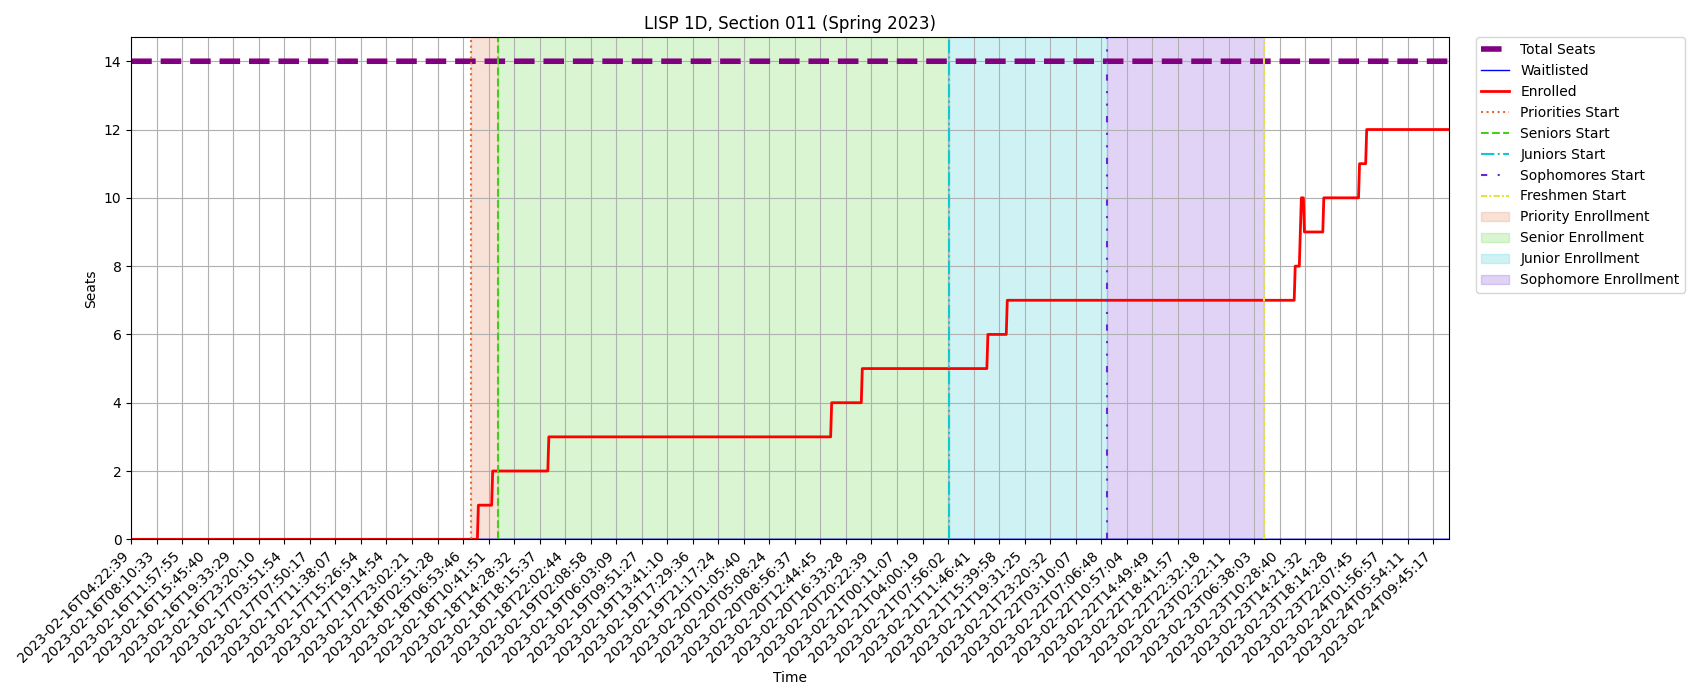 LISP 1D, Section 011 (Spring 2023)
Seats
14
12
10
8
6
4
2
0
2023-02-16T04:22:39
2023-02-16T08:10:33
2023-02-16T11:57:55
2023-02-16T15:45:40
2023-02-16T19:33:29
2023-02-16T23:20:10
2023-02-17T03:51:54
2023-02-17T07:50:17
2023-02-17T11:38:07
2023-02-17T15:26:54
2023-02-17T19:14:54
2023-02-17T23:02:21
2023-02-18T02:51:28
2023-02-18T06:53:46
2023-02-18T10:41:51
2023-02-18T14:28:32
2023-02-18T18:15:37
2023-02-18T22:02:44
2023-02-19T02:08:58
2023-02-19T06:03:09
2023-02-19T09:51:27
2023-02-19T13:41:10
2023-02-19T17:29:36
2023-02-19T21:17:24
2023-02-20T01:05:40
2023-02-20T05:08:24
2023-02-20T08:56:37
2023-02-20T12:44:45
2023-02-20T16:33:28
2023-02-20T20:22:39
2023-02-21T00:11:07
2023-02-21T04:00:19
2023-02-21T07:56:02
2023-02-21T11:46:41
2023-02-21T15:39:58
2023-02-21T19:31:25
2023-02-21T23:20:32
2023-02-22T03:10:07
2023-02-22T07:06:48
2023-02-22T10:57:04
2023-02-22T14:49:49
2023-02-22T18:41:57
2023-02-22T22:32:18
2023-02-23T02:22:11
2023-02-23T06:38:03
2023-02-23T10:28:40
2023-02-23T14:21:32
2023-02-23T18:14:28
2023-02-23T22:07:45
2023-02-24T01:56:57
2023-02-24T05:54:11
2023-02-24T09:45:17
Time
Total Seats
Waitlisted
Enrolled
Priorities Start
Seniors Start
Juniors Start
Sophomores Start
Freshmen Start
Priority Enrollment
Senior Enrollment
Junior Enrollment
Sophomore Enrollment